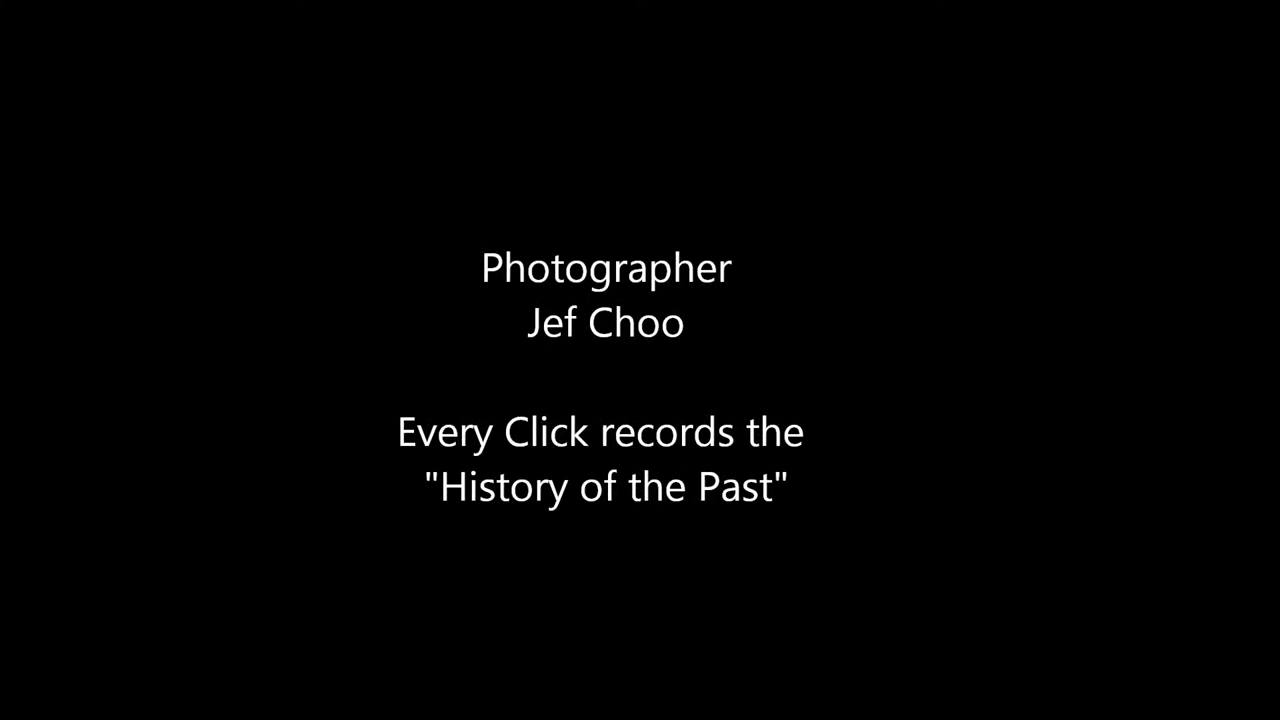 Photographer
Jef Choo
Every Click records the
"History of the Past"